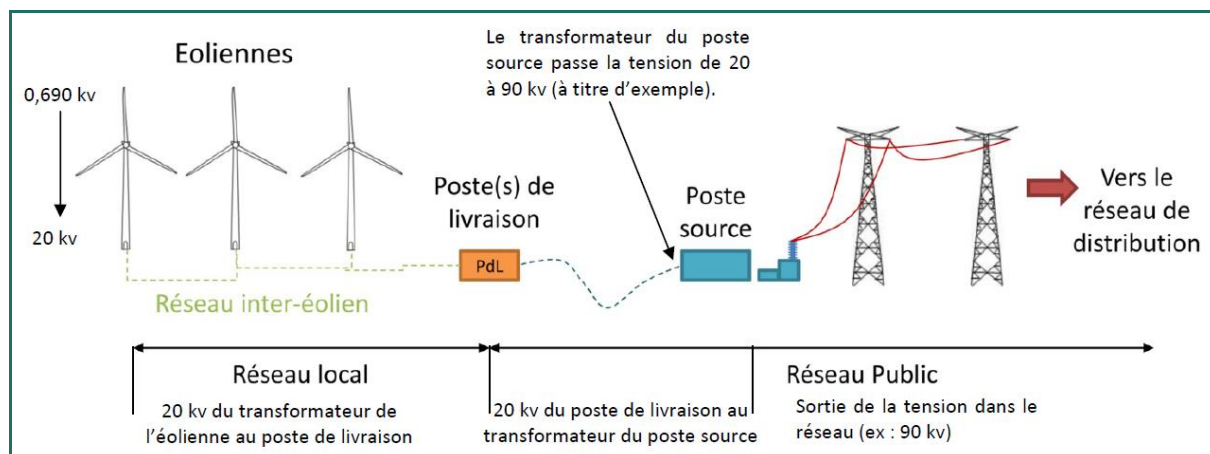 Eoliennes
0,690 kv
20 kv
Le transformateur du poste
source passe la tension de 20
à 90 kv (à titre d’exemple).
Poste(s) de
livraison
PdL
Poste
source
Vers le
réseau de
distribution
Réseau inter-éolien
Réseau local
20 kv du transformateur de
l’éolienne au poste de livraison
20 kv du poste de livraison au
transformateur du poste source
Réseau Public
Sortie de la tension dans le
réseau (ex : 90 kv)